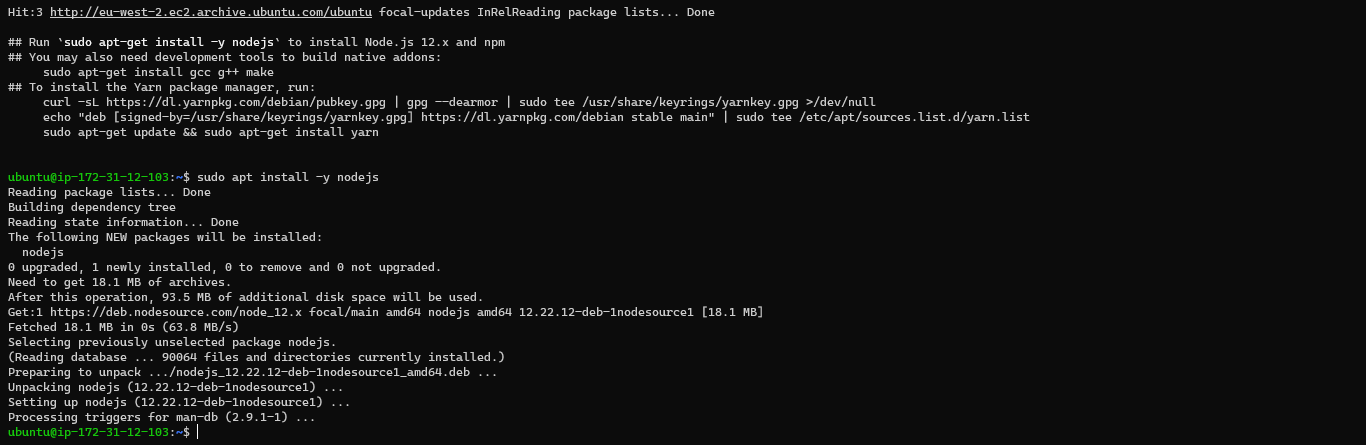 Hit:3 http://eu-west-2.ec2.archive.ubuntu.com/ubuntu focal-updates InRelReading package lists... Done
## Run `sudo apt-get install -y nodejs` to install Node.js 12.x and npm
## You may also need development tools to build native addons:
     sudo apt-get install gcc g++ make
## To install the Yarn package manager, run:
     curl -sL https://dl.yarnpkg.com/debian/pubkey.gpg | gpg --dearmor | sudo tee /usr/share/keyrings/yarnkey.gpg >/dev/null
     echo "deb [signed-by=/usr/share/keyrings/yarnkey.gpg] https://dl.yarnpkg.com/debian stable main" | sudo tee /etc/apt/sources.list.d/yarn.list
     sudo apt-get update && sudo apt-get install yarn
ubuntu@ip-172-31-12-103:~$ sudo apt install -y nodejs
Reading package lists... Done
Building dependency tree
Reading state information... Done
The following NEW packages will be installed:
  nodejs
0 upgraded, 1 newly installed, 0 to remove and 0 not upgraded.
Need to get 18.1 MB of archives.
After this operation, 93.5 MB of additional disk space will be used.
Get:1 https://deb.nodesource.com/node_12.x focal/main amd64 nodejs amd64 12.22.12-deb-1nodesource1 [18.1 MB]
Fetched 18.1 MB in 0s (63.8 MB/s)
Selecting previously unselected package nodejs.
(Reading database ... 90064 files and directories currently installed.)
Preparing to unpack .../nodejs_12.22.12-deb-1nodesource1_amd64.deb ...
Unpacking nodejs (12.22.12-deb-1nodesource1) ...
Setting up nodejs (12.22.12-deb-1nodesource1) ...
Processing triggers for man-db (2.9.1-1) ...
ubuntu@ip-172-31-12-103:~$